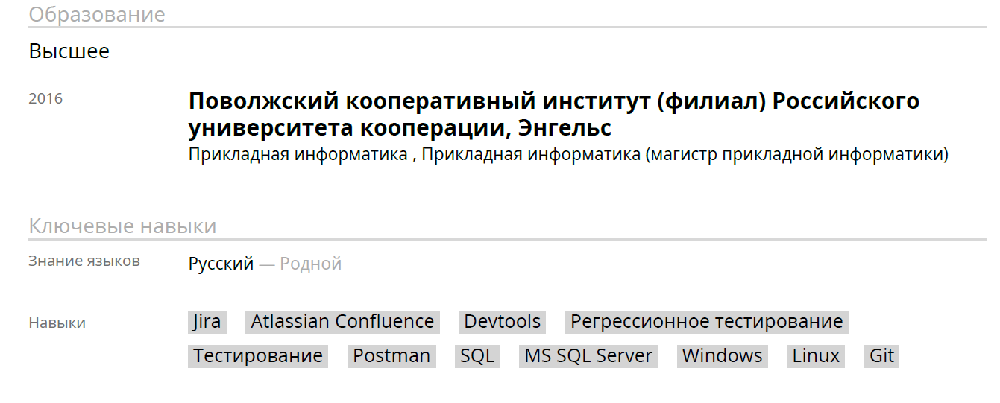 Образование
Высшее
2016
Поволжский кооперативный институт (филиал) Российского
университета кооперации, Энгельс
Прикладная информатика , Прикладная информатика (магистр прикладной информатики)
Ключевые навыки
Знание языков
Русский — Родной
Навыки
Jira Atlassian Confluence Devtools Регрессионное тестирование
Тестирование Postman SQL MS SQL Server Windows Linux Git